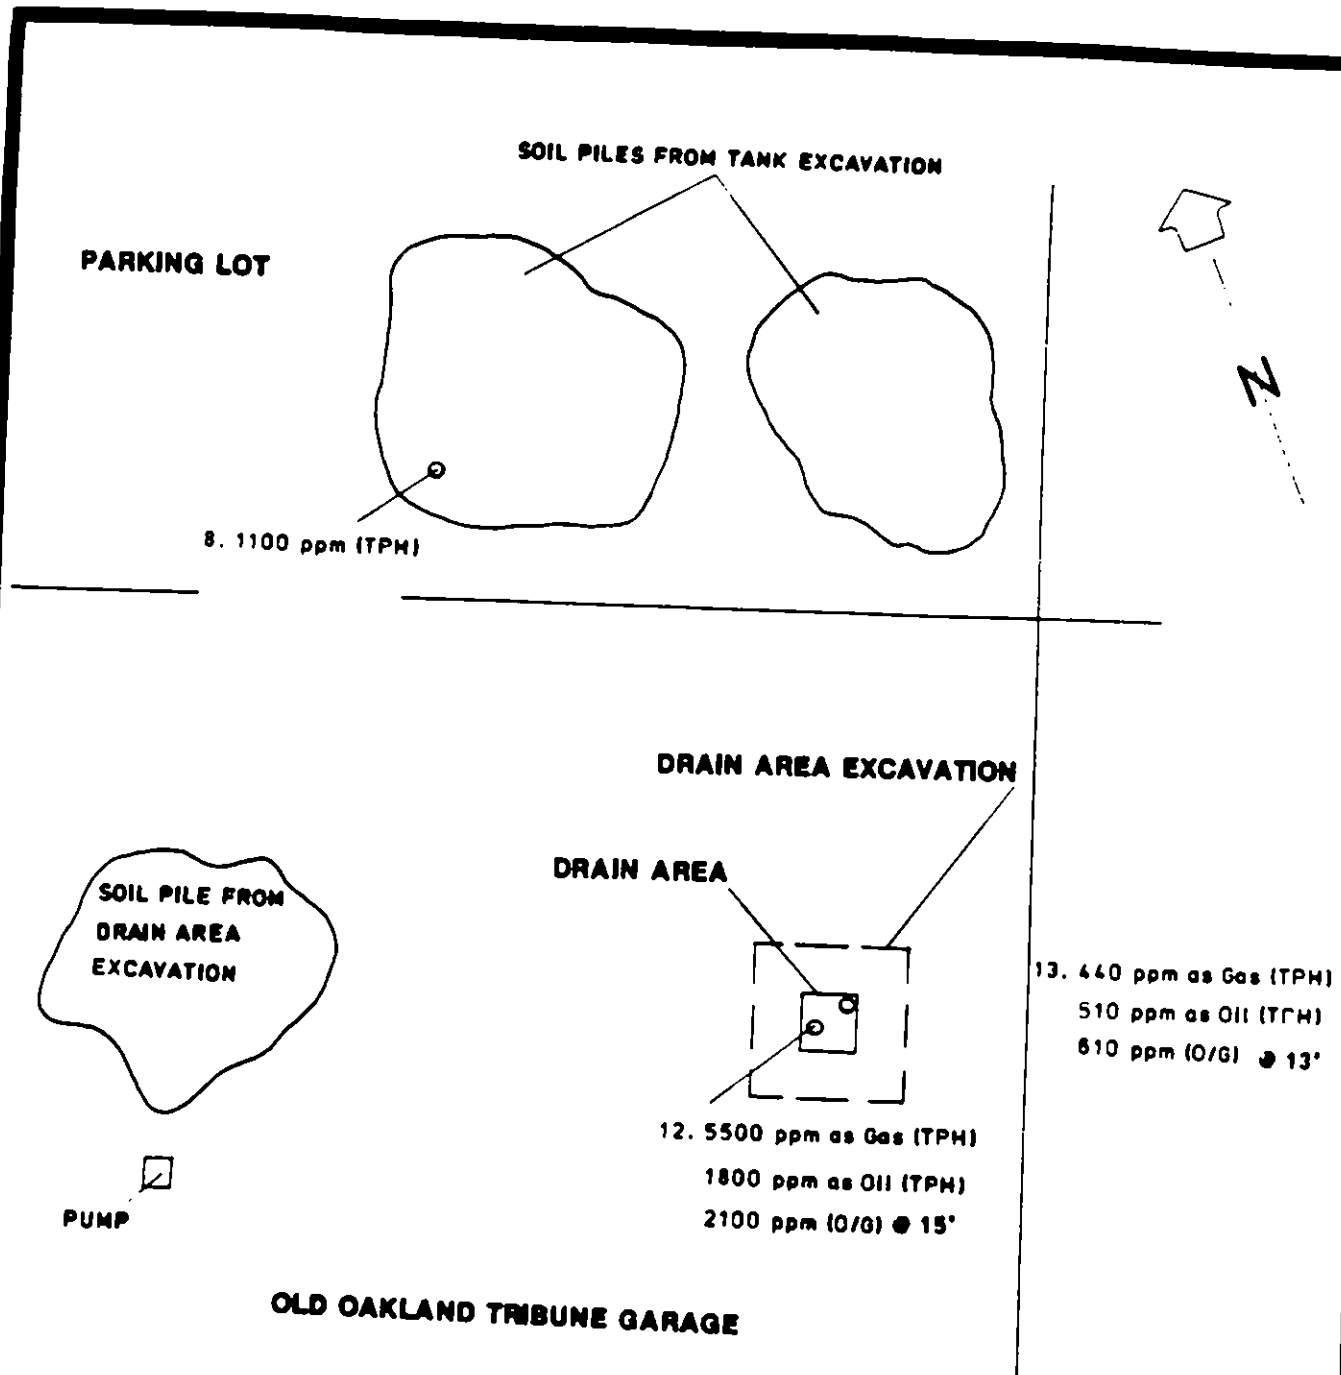 SOIL PILES FROM TANK EXCAVATION
PARKING LOT
N
8. 1100 ppm (TPH)
DRAIN AREA EXCAVATION
DRAIN AREA
SOIL PILE FROM
DRAIN AREA
EXCAVATION
13. 440 ppm as Gas (TPH)
510 ppm as Oil (TPH)
610 ppm (O/G) @ 13'
12. 5500 ppm as Gas (TPH)
1800 ppm as Oil (TPH)
2100 ppm (O/G) @ 15'
PUMP
OLD OAKLAND TRIBUNE GARAGE